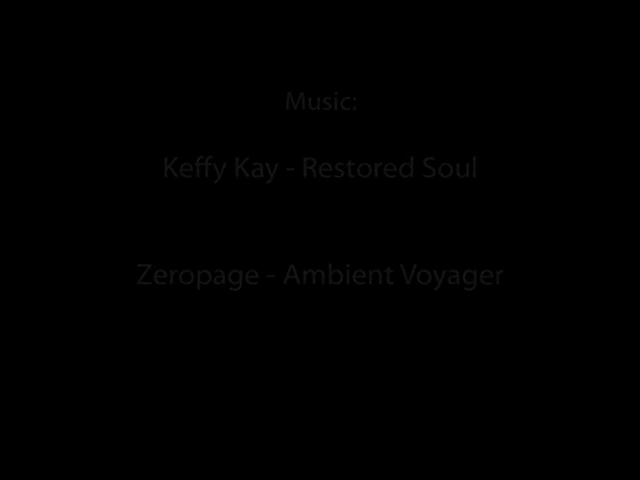 Music:
Keffy Kay - Restored Soul
Zeropage - Ambient Voyager